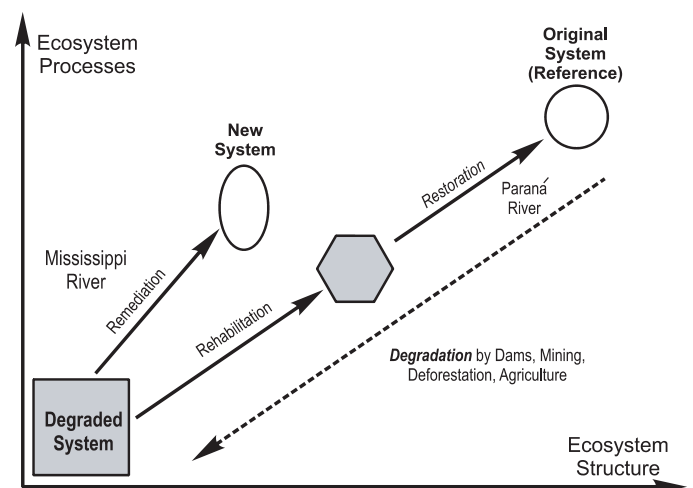 Ecosystem
Processes
Original
System
(Reference)
New
System
Restoration
Paraná
River
Mississippi
River
Remediation
Rehabilitation
Degradation by Dams, Mining,
Deforestation, Agriculture
Degraded
System
Ecosystem
Structure